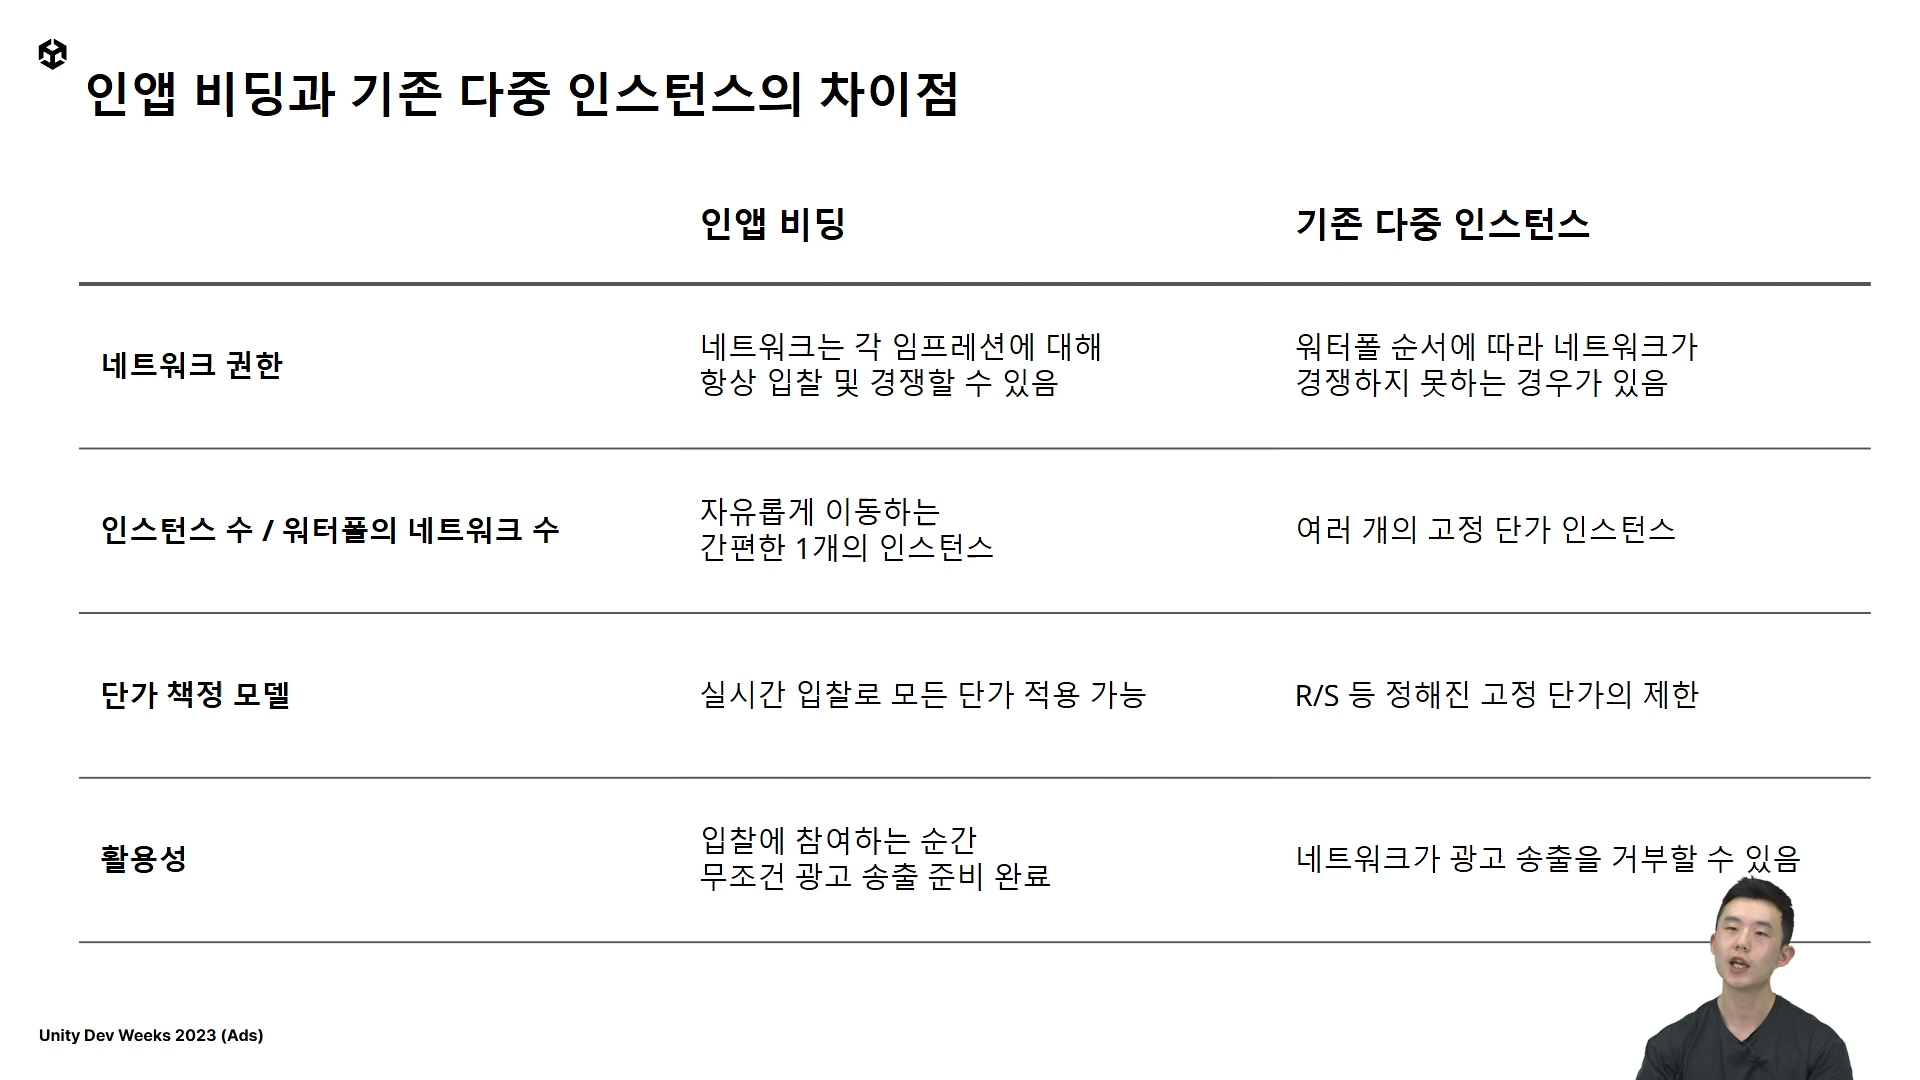 인앱 비딩과 기존 다중 인스턴스의 차이점
인앱 비딩
기존 다중 인스턴스
네트워크 권한
네트워크는 각 임프레션에 대해
항상 입찰 및 경쟁할 수 있음
워터폴 순서에 따라 네트워크가
경쟁하지 못하는 경우가 있음
인스턴스 수 / 워터폴의 네트워크 수
자유롭게 이동하는
간편한 1개의 인스턴스
여러 개의 고정 단가 인스턴스
단가 책정 모델
실시간 입찰로 모든 단가 적용 가능
R/S 등 정해진 고정 단가의 제한
활용성
입찰에 참여하는 순간
무조건 광고 송출 준비 완료
네트워크가 광고 송출을 거부할 수 있음
Unity Dev Weeks 2023 (Ads)